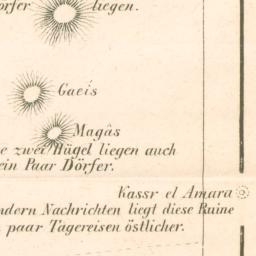 örfer liegen.
Gaeis
Magâs
e zwei Hügel liegen auch
ein Paar Dörfer.
Kassr el Amara
ndern Nachrichten liegt diese Ruine
paar Tagereisen östlicher.